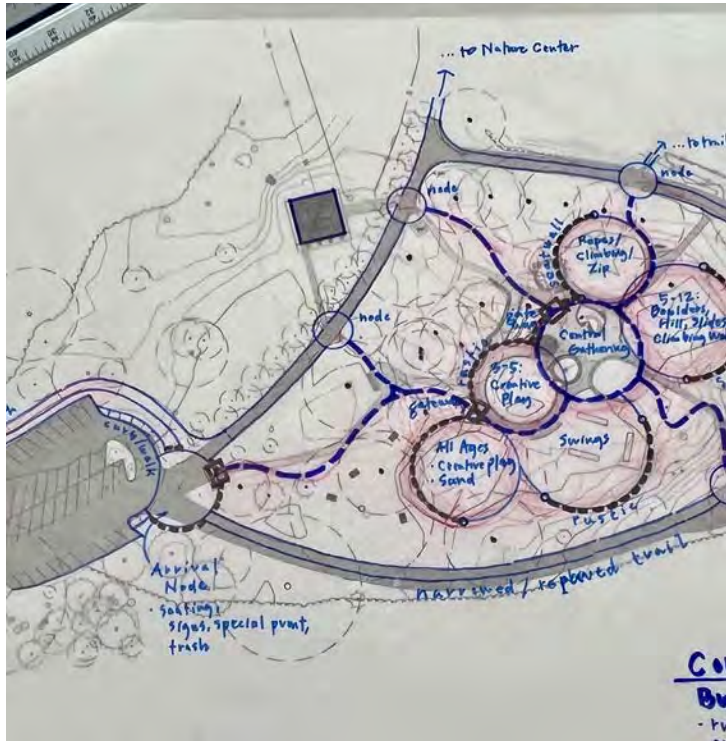 ... to Nature Center
node
node
seatwall
Ropes/
Climbing/
Zip
5-12:
Boulders,
Hill, Slides,
Central
Gathering
node
rustic
3-5:
Creative
Play
gateway
curb/walk
All Ages
· Creative play
· Sand
Swings
rustic
Arrival
Node
· seating,
signs, special pvmt,
trash
narrowed / repaved trail